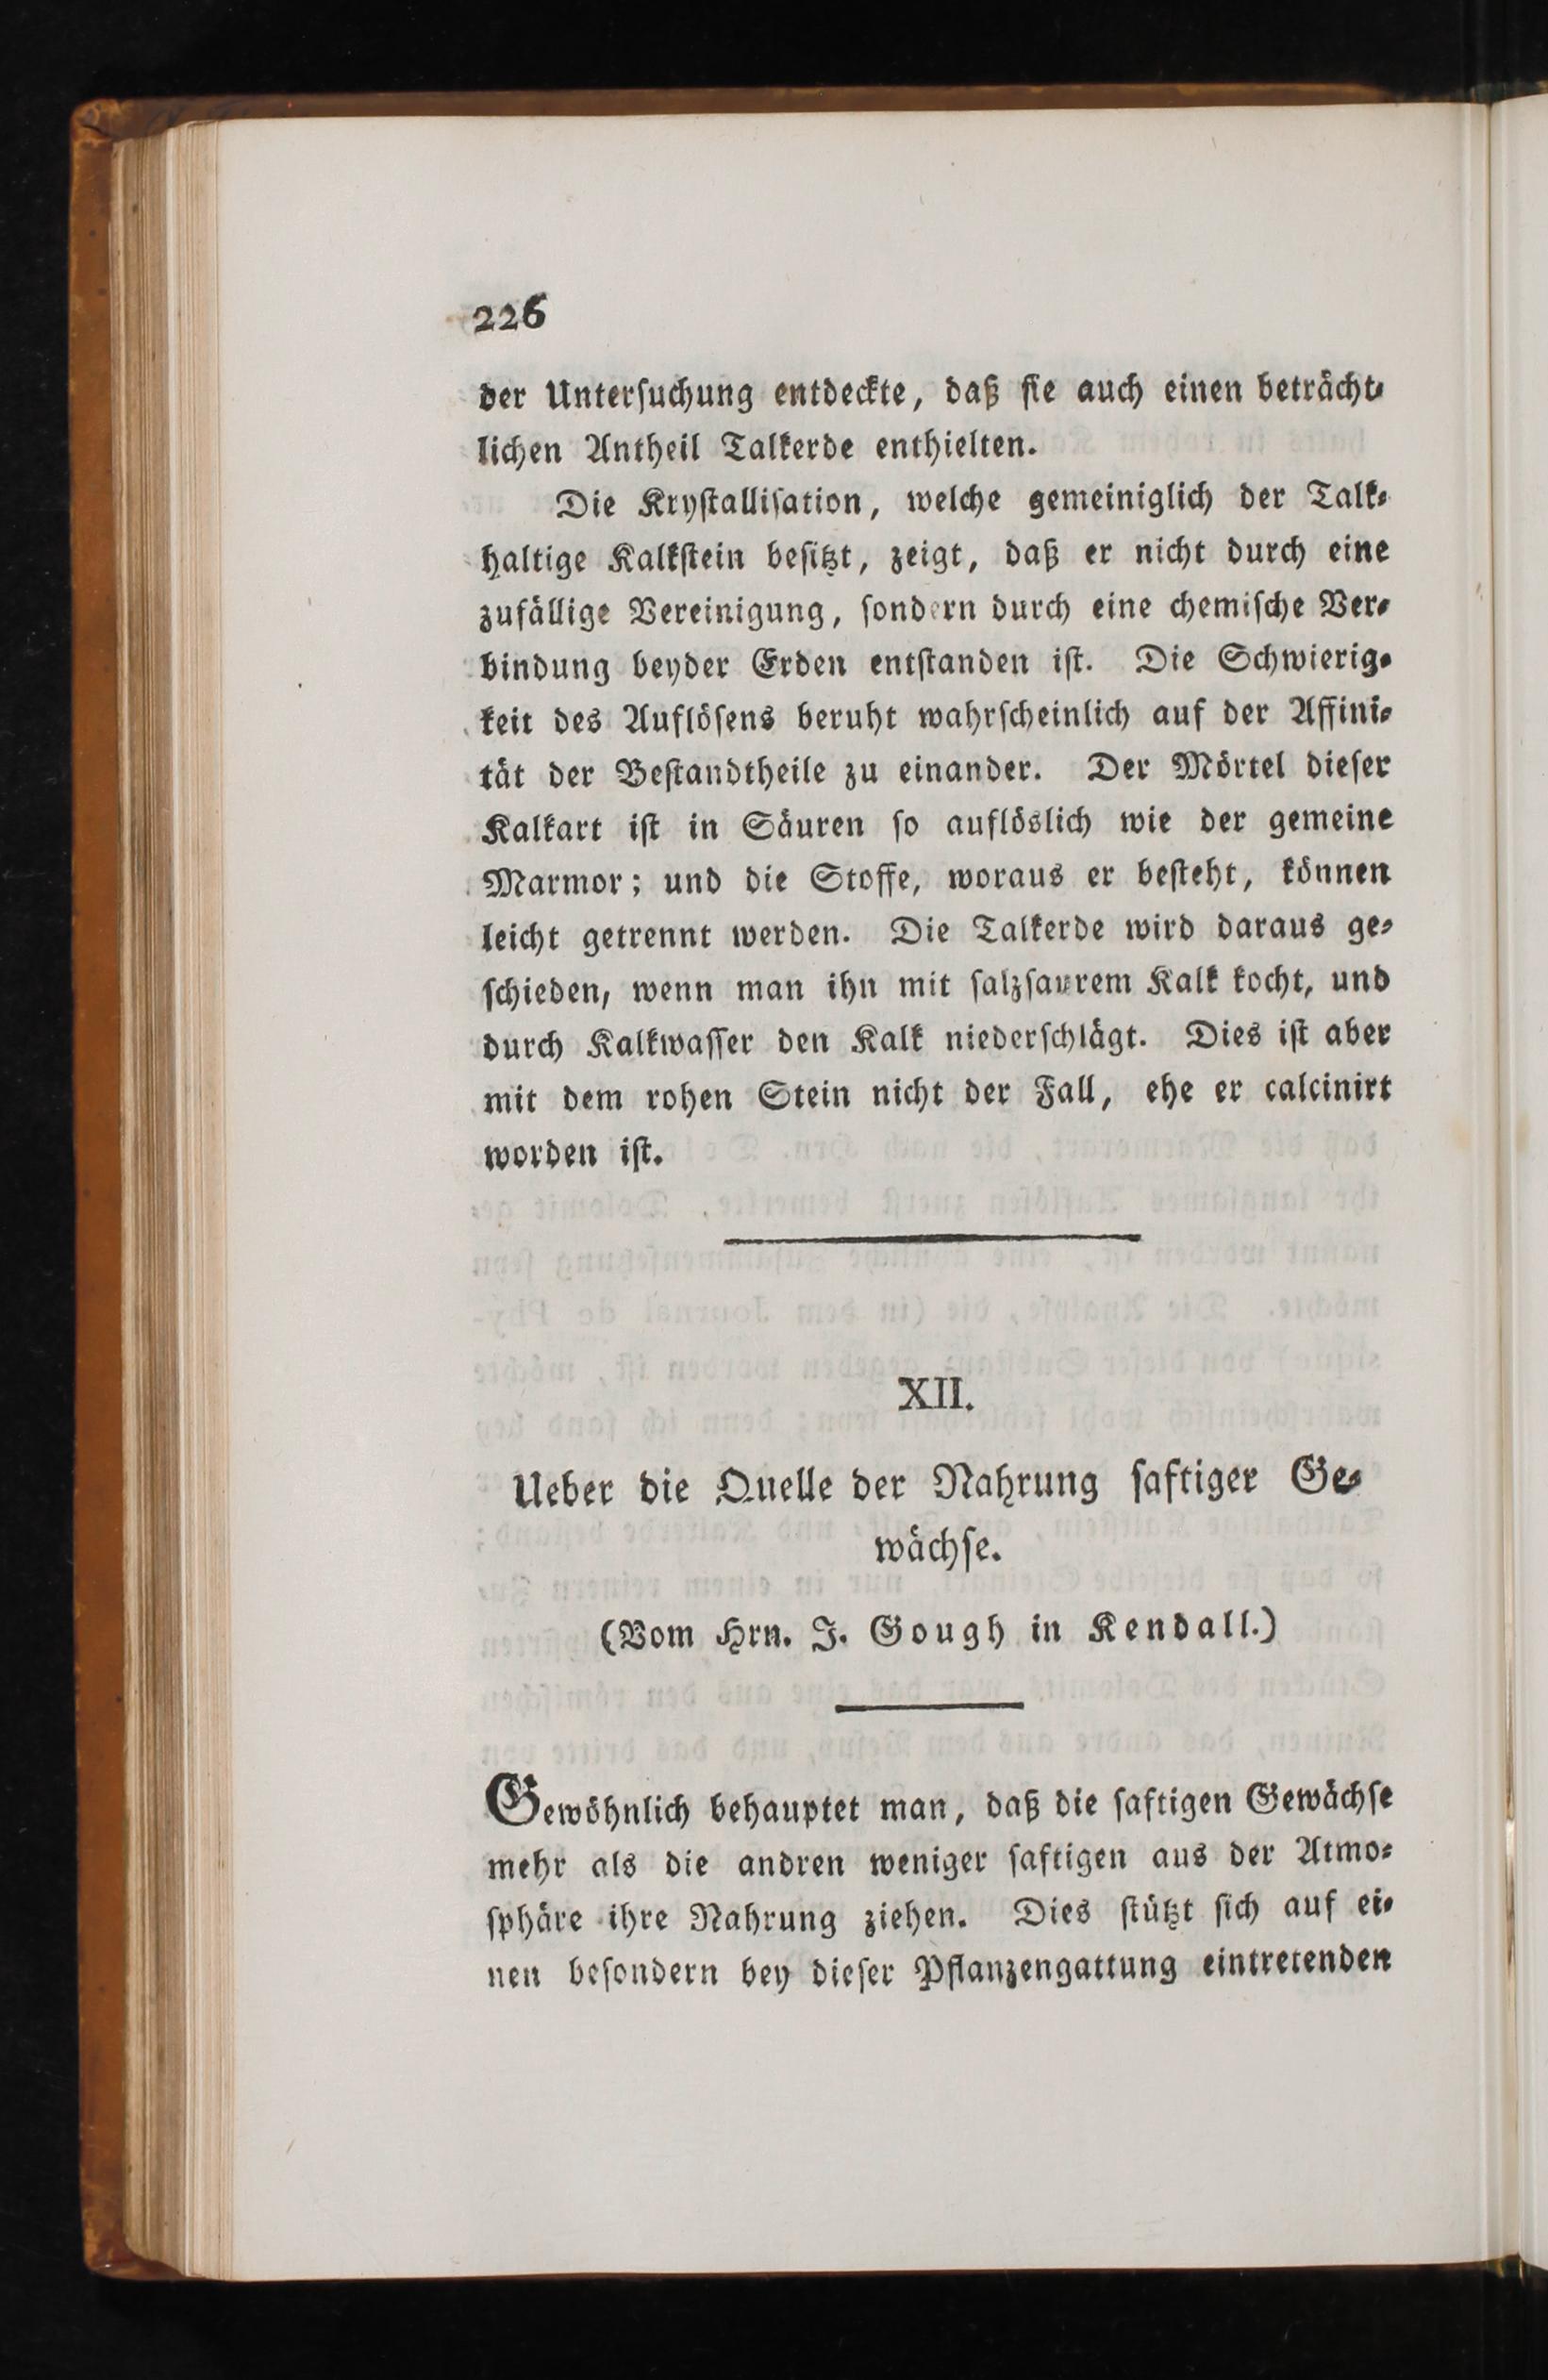 226
der Unterſuchung entdeckte, daß ſie auch einen beträcht⸗
lichen Antheil Talkerde enthielten.
Die Kryſtalliſation, welche gemeiniglich der Talk⸗
haltige Kalkſtein beſitzt, zeigt, daß er nicht durch eine
zufällige Vereinigung, ſondern durch eine chemiſche Ver⸗
bindung beyder Erden entſtanden iſt. Die Schwierig⸗
keit des Auflöſens beruht wahrſcheinlich auf der Affini⸗
tät der Beſtandtheile zu einander. Der Mörtel dieſer
Kalkart iſt in Säuren ſo auflöslich wie der gemeine
Marmor; und die Stoffe, woraus er beſteht, können
leicht getrennt werden. Die Talkerde wird daraus ge⸗
ſchieden, wenn man ihn mit ſalzſaurem Kalk kocht, und
durch Kalkwaſſer den Kalk niederſchlägt. Dies iſt aber
mit dem rohen Stein nicht der Fall, ehe er calcinirt
worden iſt.
XII.
Ueber die Quelle der Nahrung ſaftiger Ge⸗
wächſe.
(Vom Hrn. J. Gough in Kendall.)
Gewöhnlich behauptet man, daß die ſaftigen Gewächſe
mehr als die andren weniger ſaftigen aus der Atmo⸗
ſphäre ihre Nahrung ziehen. Dies ſtützt ſich auf ei⸗
nen beſondern bey dieſer Pflanzengattung eintretenden